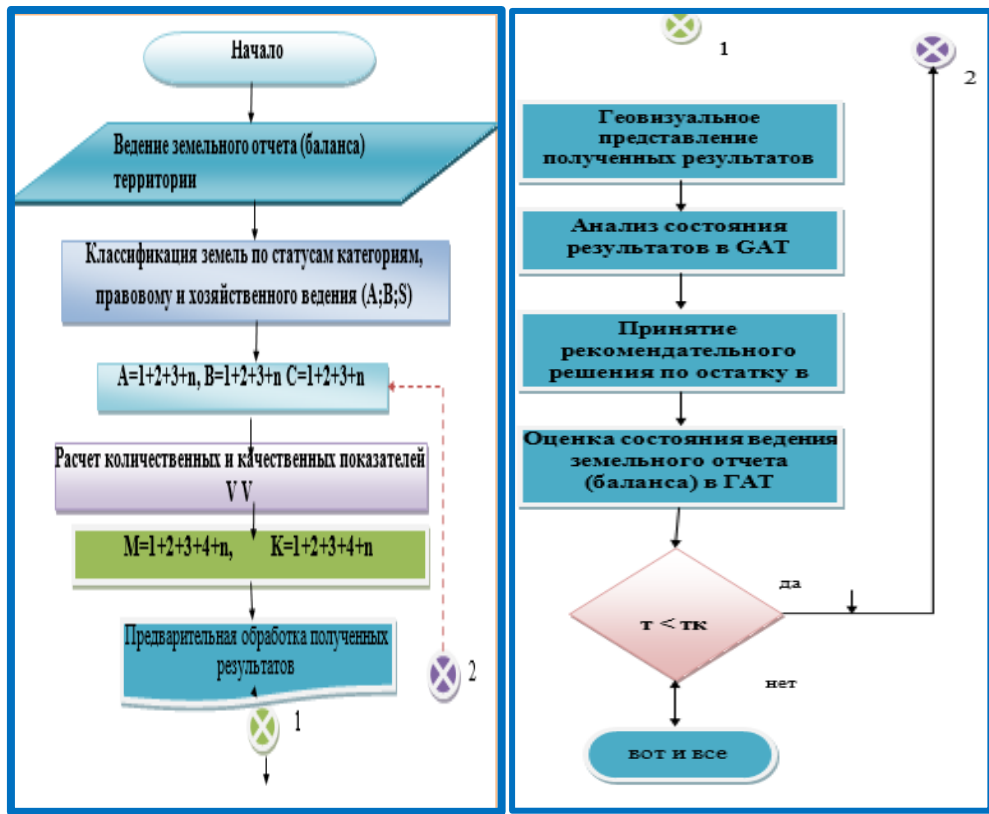 Начало
Ведение земельного отчета (баланса)
территории
Классификация земель по статусам категориям,
правовому и хозяйственного ведения (A;B;S)
A=1+2+3+n, B=1+2+3+n C=1+2+3+n
Расчет количественных и качественных показателей
V V
M=1+2+3+4+n, K=1+2+3+4+n
Предварительная обработка полученных
результатов
2
1
1
2
Геовизуальное
представление
полученных результатов
Анализ состояния
результатов в GAT
Принятие
рекомендательного
решения по остатку в
Оценка состояния ведения
земельного отчета
(баланса) в ГАТ
да
т < тк
нет
вот и все